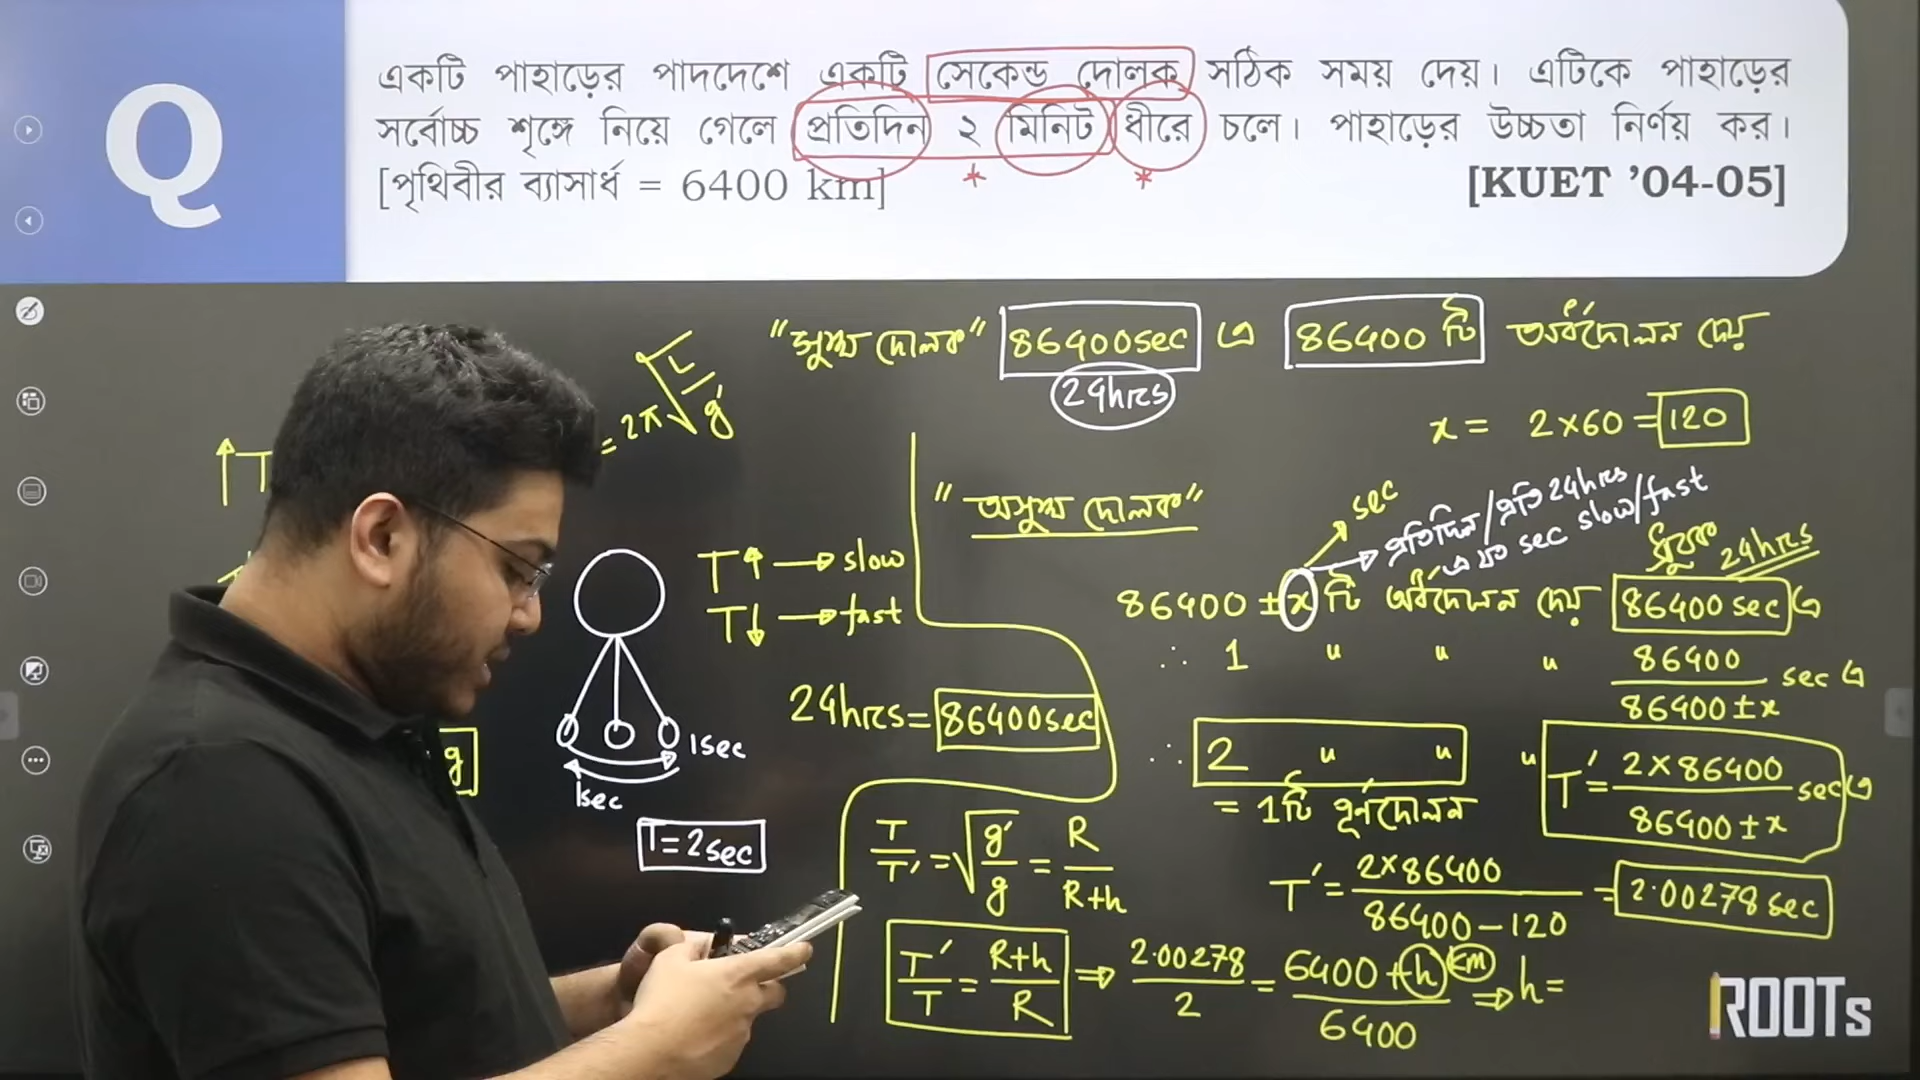 Q
একটি পাহাড়ের পাদদেশে একটি সেকেন্ড দোলক সঠিক সময় দেয়। এটিকে পাহাড়ের
সর্বোচ্চ শৃঙ্গে নিয়ে গেলে প্রতিদিন ২ মিনিট ধীরে চলে। পাহাড়ের উচ্চতা নির্ণয় কর।
[পৃথিবীর ব্যাসার্ধ = 6400 km] [KUET ’04-05]
"সুস্থ দোলক" 86400sec এ 86400 টি অর্ধদোলন দেয়
24hrs
= 2π√(L/g')
x = 2×60 = 120
↑T
"অসুস্থ দোলক"
sec
প্রতিদিন/প্রতি 24hrs
এ যত sec slow/fast
ধ্রুবক 24hrs
T↑ → slow
T↓ → fast
86400 ± x টি অর্ধদোলন দেয় 86400 sec এ
∴ 1 " " " 86400/(86400±x) sec এ
24hrs = 86400sec
g
1sec
1sec
∴ 2 " " " T' = (2×86400)/(86400±x) sec এ
= 1টি পূর্ণদোলন
T=2sec
T/T' = √(g'/g) = R/(R+h)
T' = (2×86400)/(86400−120) = 2.00278 sec
T'/T = (R+h)/R ⇒ 2.00278/2 = (6400+h km)/6400 ⇒ h=
ROOTs